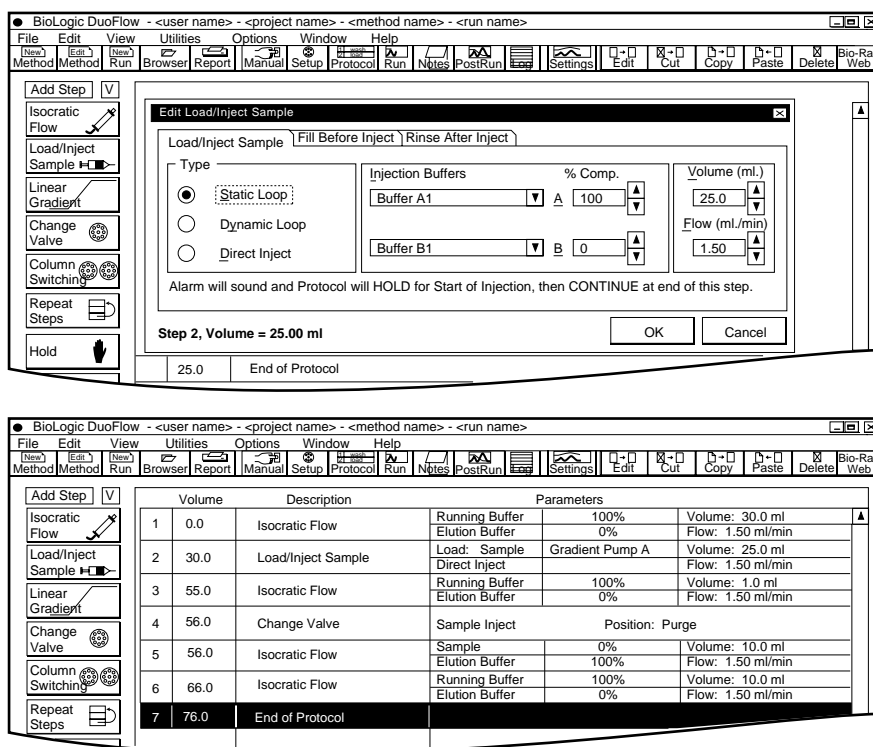 BioLogic DuoFlow - <user name> - <project name> - <method name> - <run name>
File Edit View Utilities Options Window Help
New Method Edit Method New Run Browser Report Manual Setup Protocol Run Notes PostRun Log Settings Edit Cut Copy Paste Delete Bio-Ra Web
Add Step V
Isocratic Flow
Load/Inject Sample
Linear Gradient
Change Valve
Column Switching
Repeat Steps
Hold
Edit Load/Inject Sample
Load/Inject Sample Fill Before Inject Rinse After Inject
Type
Static Loop
Dynamic Loop
Direct Inject
Injection Buffers % Comp.
Buffer A1 A 100
Buffer B1 B 0
Volume (ml.)
25.0
Flow (ml./min)
1.50
Alarm will sound and Protocol will HOLD for Start of Injection, then CONTINUE at end of this step.
Step 2, Volume = 25.00 ml
OK Cancel
25.0 End of Protocol
BioLogic DuoFlow - <user name> - <project name> - <method name> - <run name>
File Edit View Utilities Options Window Help
New Method Edit Method New Run Browser Report Manual Setup Protocol Run Notes PostRun Log Settings Edit Cut Copy Paste Delete Bio-Ra Web
Add Step V
Isocratic Flow
Load/Inject Sample
Linear Gradient
Change Valve
Column Switching
Repeat Steps
Volume Description Parameters
1 0.0 Isocratic Flow Running Buffer 100% Volume: 30.0 ml
Elution Buffer 0% Flow: 1.50 ml/min
2 30.0 Load/Inject Sample Load: Sample Gradient Pump A Volume: 25.0 ml
Direct Inject Flow: 1.50 ml/min
3 55.0 Isocratic Flow Running Buffer 100% Volume: 1.0 ml
Elution Buffer 0% Flow: 1.50 ml/min
4 56.0 Change Valve Sample Inject Position: Purge
5 56.0 Isocratic Flow Sample 0% Volume: 10.0 ml
Elution Buffer 100% Flow: 1.50 ml/min
6 66.0 Isocratic Flow Running Buffer 100% Volume: 10.0 ml
Elution Buffer 0% Flow: 1.50 ml/min
7 76.0 End of Protocol